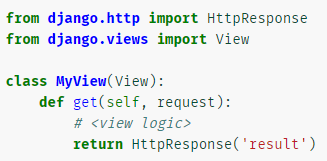 from django.http import HttpResponse
from django.views import View

class MyView(View):
    def get(self, request):
        # <view logic>
        return HttpResponse('result')